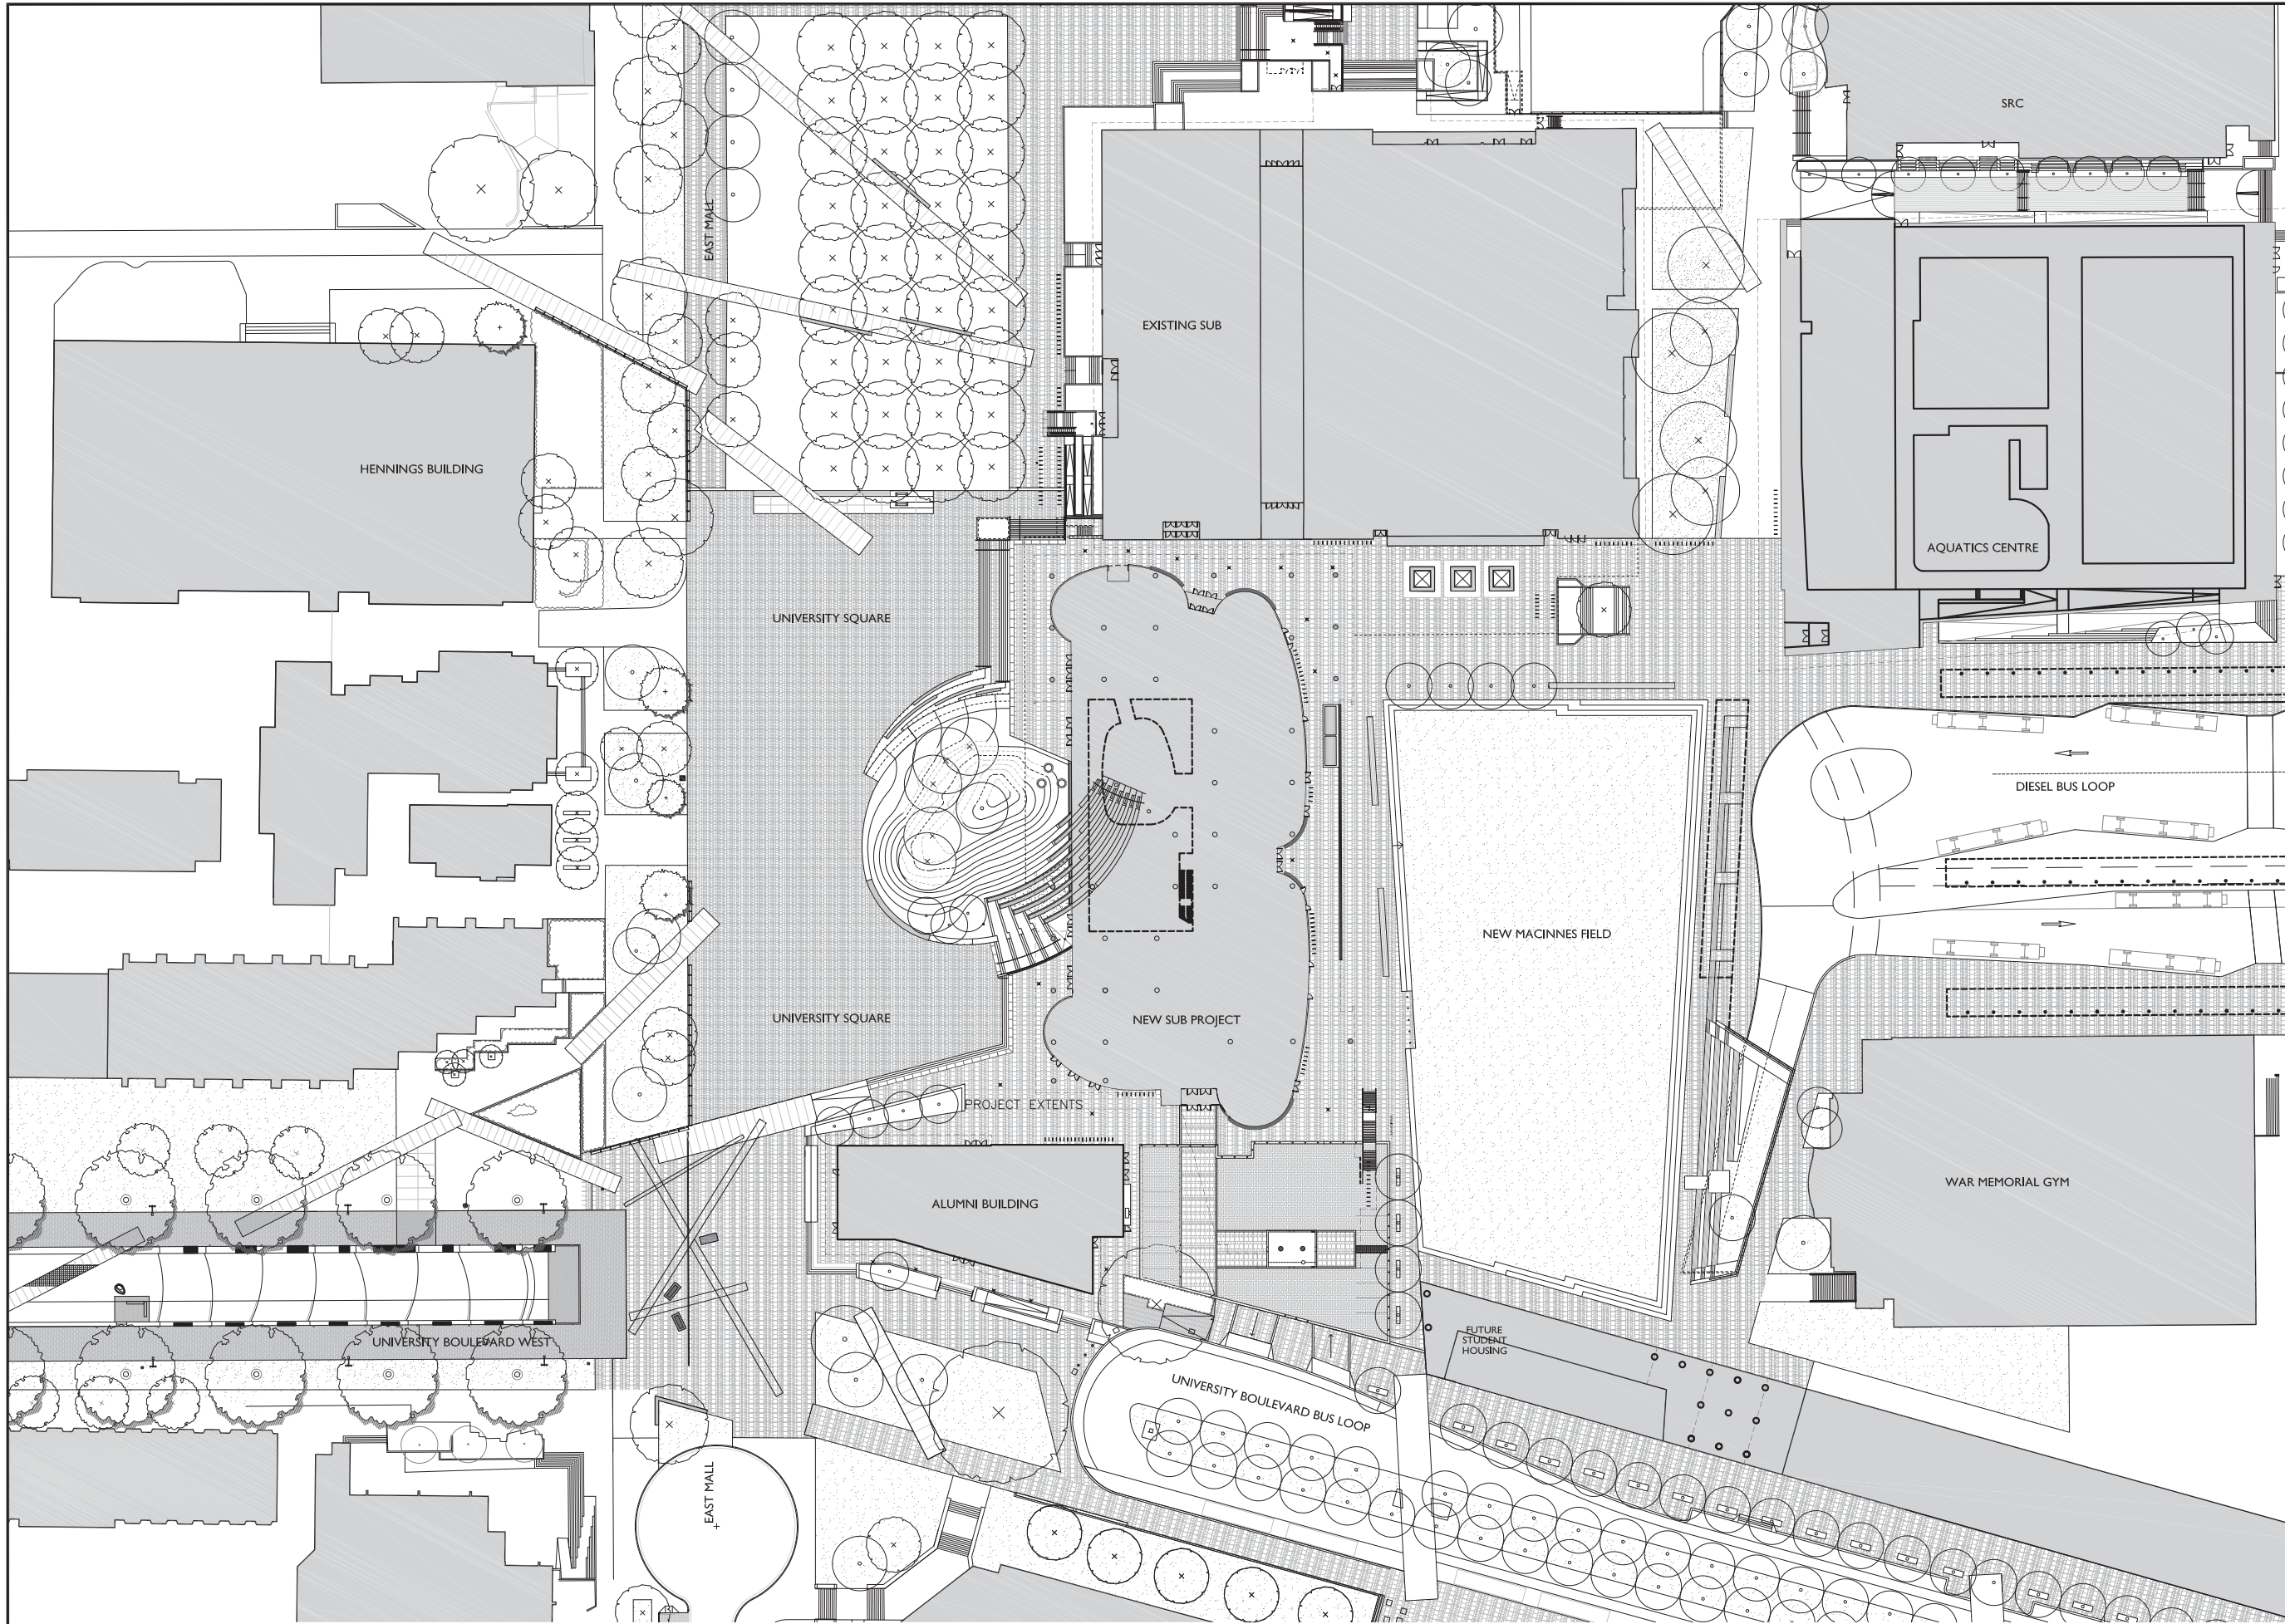 SRC
EAST MALL
EXISTING SUB
HENNINGS BUILDING
AQUATICS CENTRE
UNIVERSITY SQUARE
DIESEL BUS LOOP
NEW MACINNES FIELD
UNIVERSITY SQUARE
NEW SUB PROJECT
PROJECT EXTENTS
WAR MEMORIAL GYM
ALUMNI BUILDING
UNIVERSITY BOULEVARD WEST
FUTURE
STUDENT
HOUSING
UNIVERSITY BOULEVARD BUS LOOP
EAST MALL